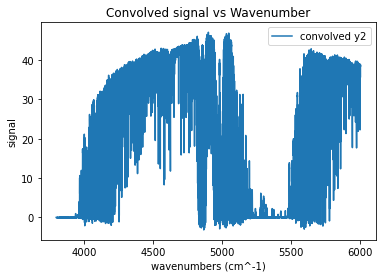 Convolved signal vs Wavenumber
convolved y2
signal
40
30
20
10
0
4000 4500 5000 5500 6000
wavenumbers (cm^-1)